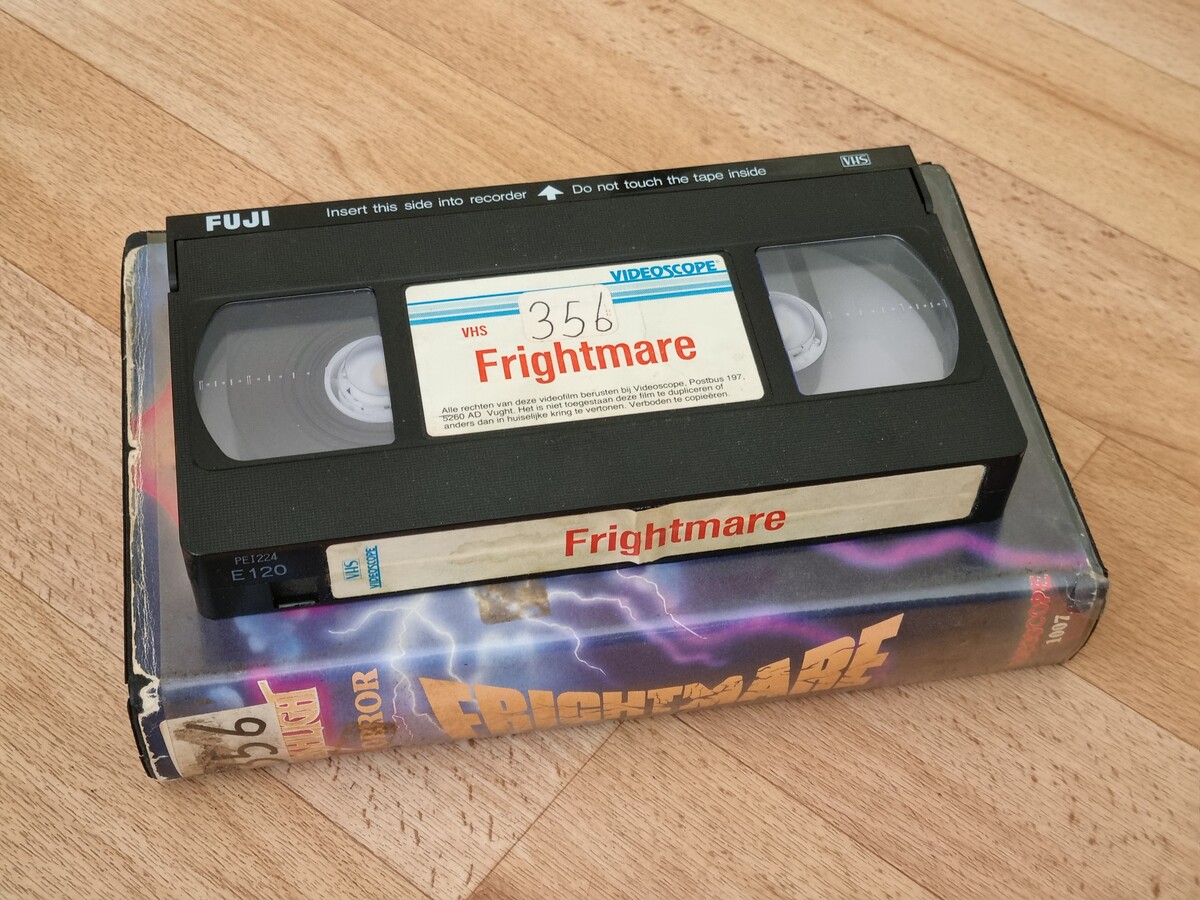 FUJI
Insert this side into recorder
Do not touch the tape inside
VHS
VIDEOSCOPE
356
VHS
Frightmare
Alle rechten van deze videofilm berusten bij Videoscope, Postbus 197,
5260 AD Vught. Het is niet toegestaan deze film te dupliceren of
anders dan in huiselijke kring te vertonen. Verboden te copieëren.
PET224
E120
VHS
VIDEOSCOPE
Frightmare
FRIGHTMARE
VIDEOSCOPE
1007